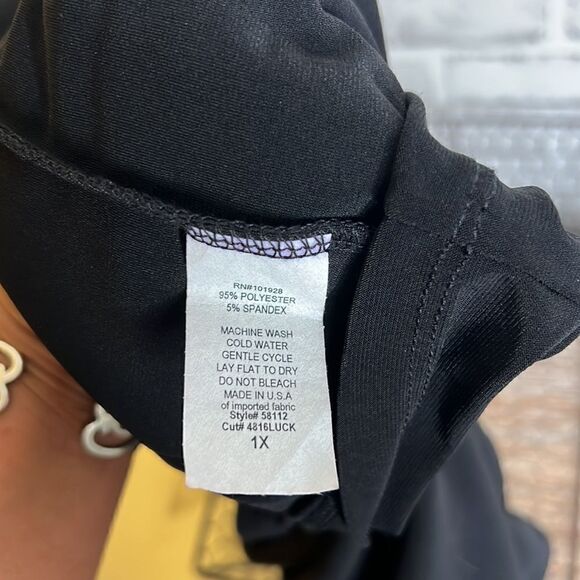 RN#101928
95% POLYESTER
5% SPANDEX
MACHINE WASH
COLD WATER
GENTLE CYCLE
LAY FLAT TO DRY
DO NOT BLEACH
MADE IN U.S.A
of imported fabric
Style# 58112
Cut# 4816LUCK
1X